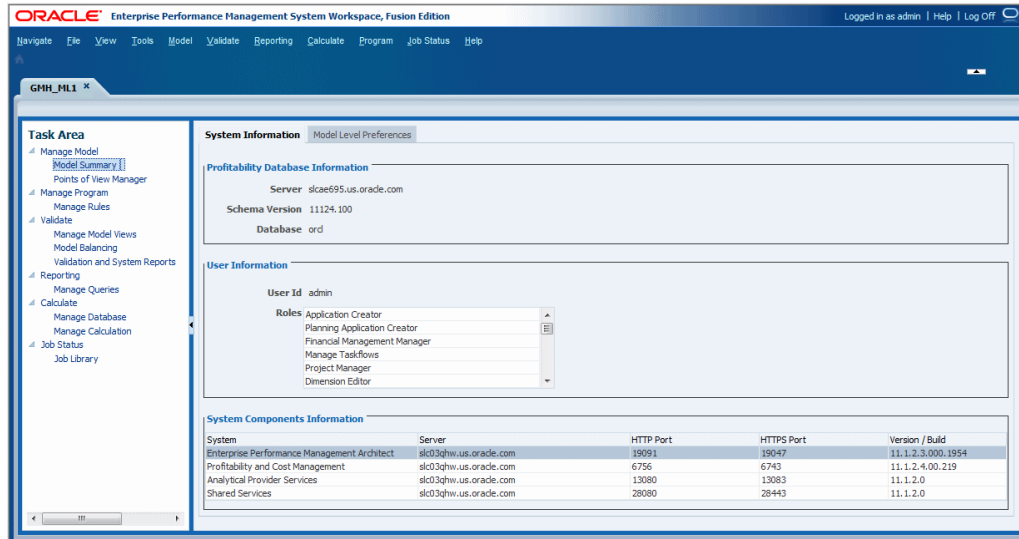 ORACLE Enterprise Performance Management System Workspace, Fusion Edition
Logged in as admin | Help | Log Off
Navigate File View Tools Model Validate Reporting Calculate Program Job Status Help
GMH_ML1
Task Area
Manage Model
Model Summary [
Points of View Manager
Manage Program
Manage Rules
Validate
Manage Model Views
Model Balancing
Validation and System Reports
Reporting
Manage Queries
Calculate
Manage Database
Manage Calculation
Job Status
Job Library
System Information Model Level Preferences
Profitability Database Information
Server slcae695.us.oracle.com
Schema Version 11124.100
Database orcl
User Information
User Id admin
Roles Application Creator
Planning Application Creator
Financial Management Manager
Manage Taskflows
Project Manager
Dimension Editor
System Components Information
System Server HTTP Port HTTPS Port Version / Build
Enterprise Performance Management Architect slc03qhw.us.oracle.com 19091 19047 11.1.2.3.000.1954
Profitability and Cost Management slc03qhw.us.oracle.com 6756 6743 11.1.2.4.00.219
Analytical Provider Services slc03qhw.us.oracle.com 13080 13083 11.1.2.0
Shared Services slc03qhw.us.oracle.com 28080 28443 11.1.2.0